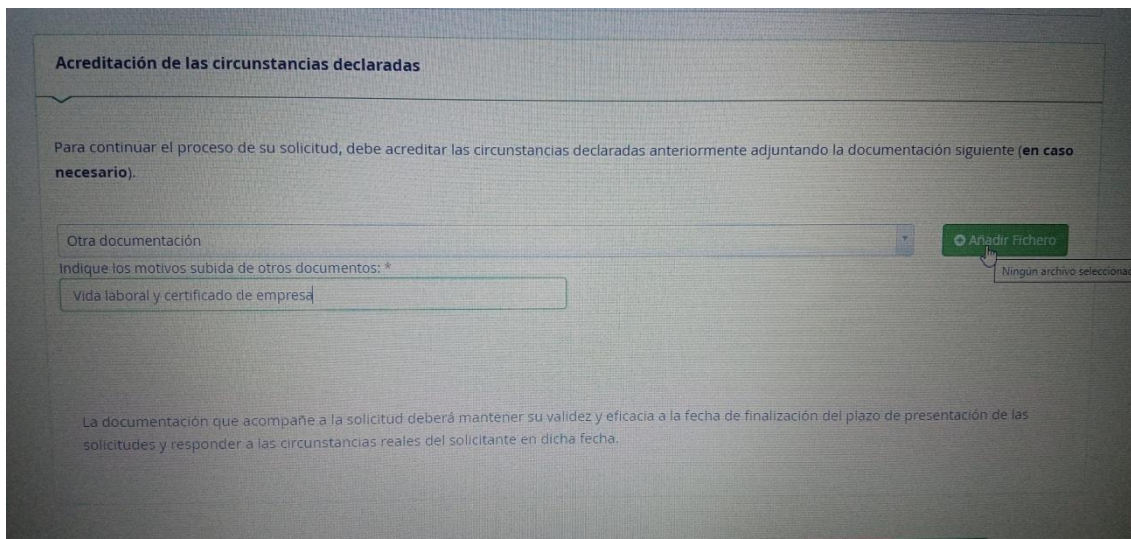 Acreditación de las circunstancias declaradas
Para continuar el proceso de su solicitud, debe acreditar las circunstancias declaradas anteriormente adjuntando la documentación siguiente (en caso
necesario).
Otra documentación
Añadir Fichero
Indique los motivos subida de otros documentos: *
Ningún archivo seleccionad
Vida laboral y certificado de empresa
La documentación que acompañe a la solicitud deberá mantener su validez y eficacia a la fecha de finalización del plazo de presentación de las
solicitudes y responder a las circunstancias reales del solicitante en dicha fecha.